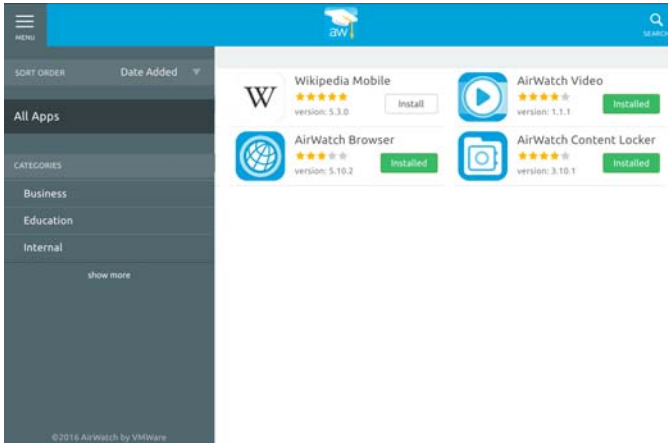 MENU
aw
SEARCH
SORT ORDER Date Added
All Apps
CATEGORIES
Business
Education
Internal
show more
©2016 AirWatch by VMWare
W
Wikipedia Mobile
version: 5.3.0
Install
AirWatch Video
version: 1.1.1
Installed
AirWatch Browser
version: 5.10.2
Installed
AirWatch Content Locker
version: 3.10.1
Installed